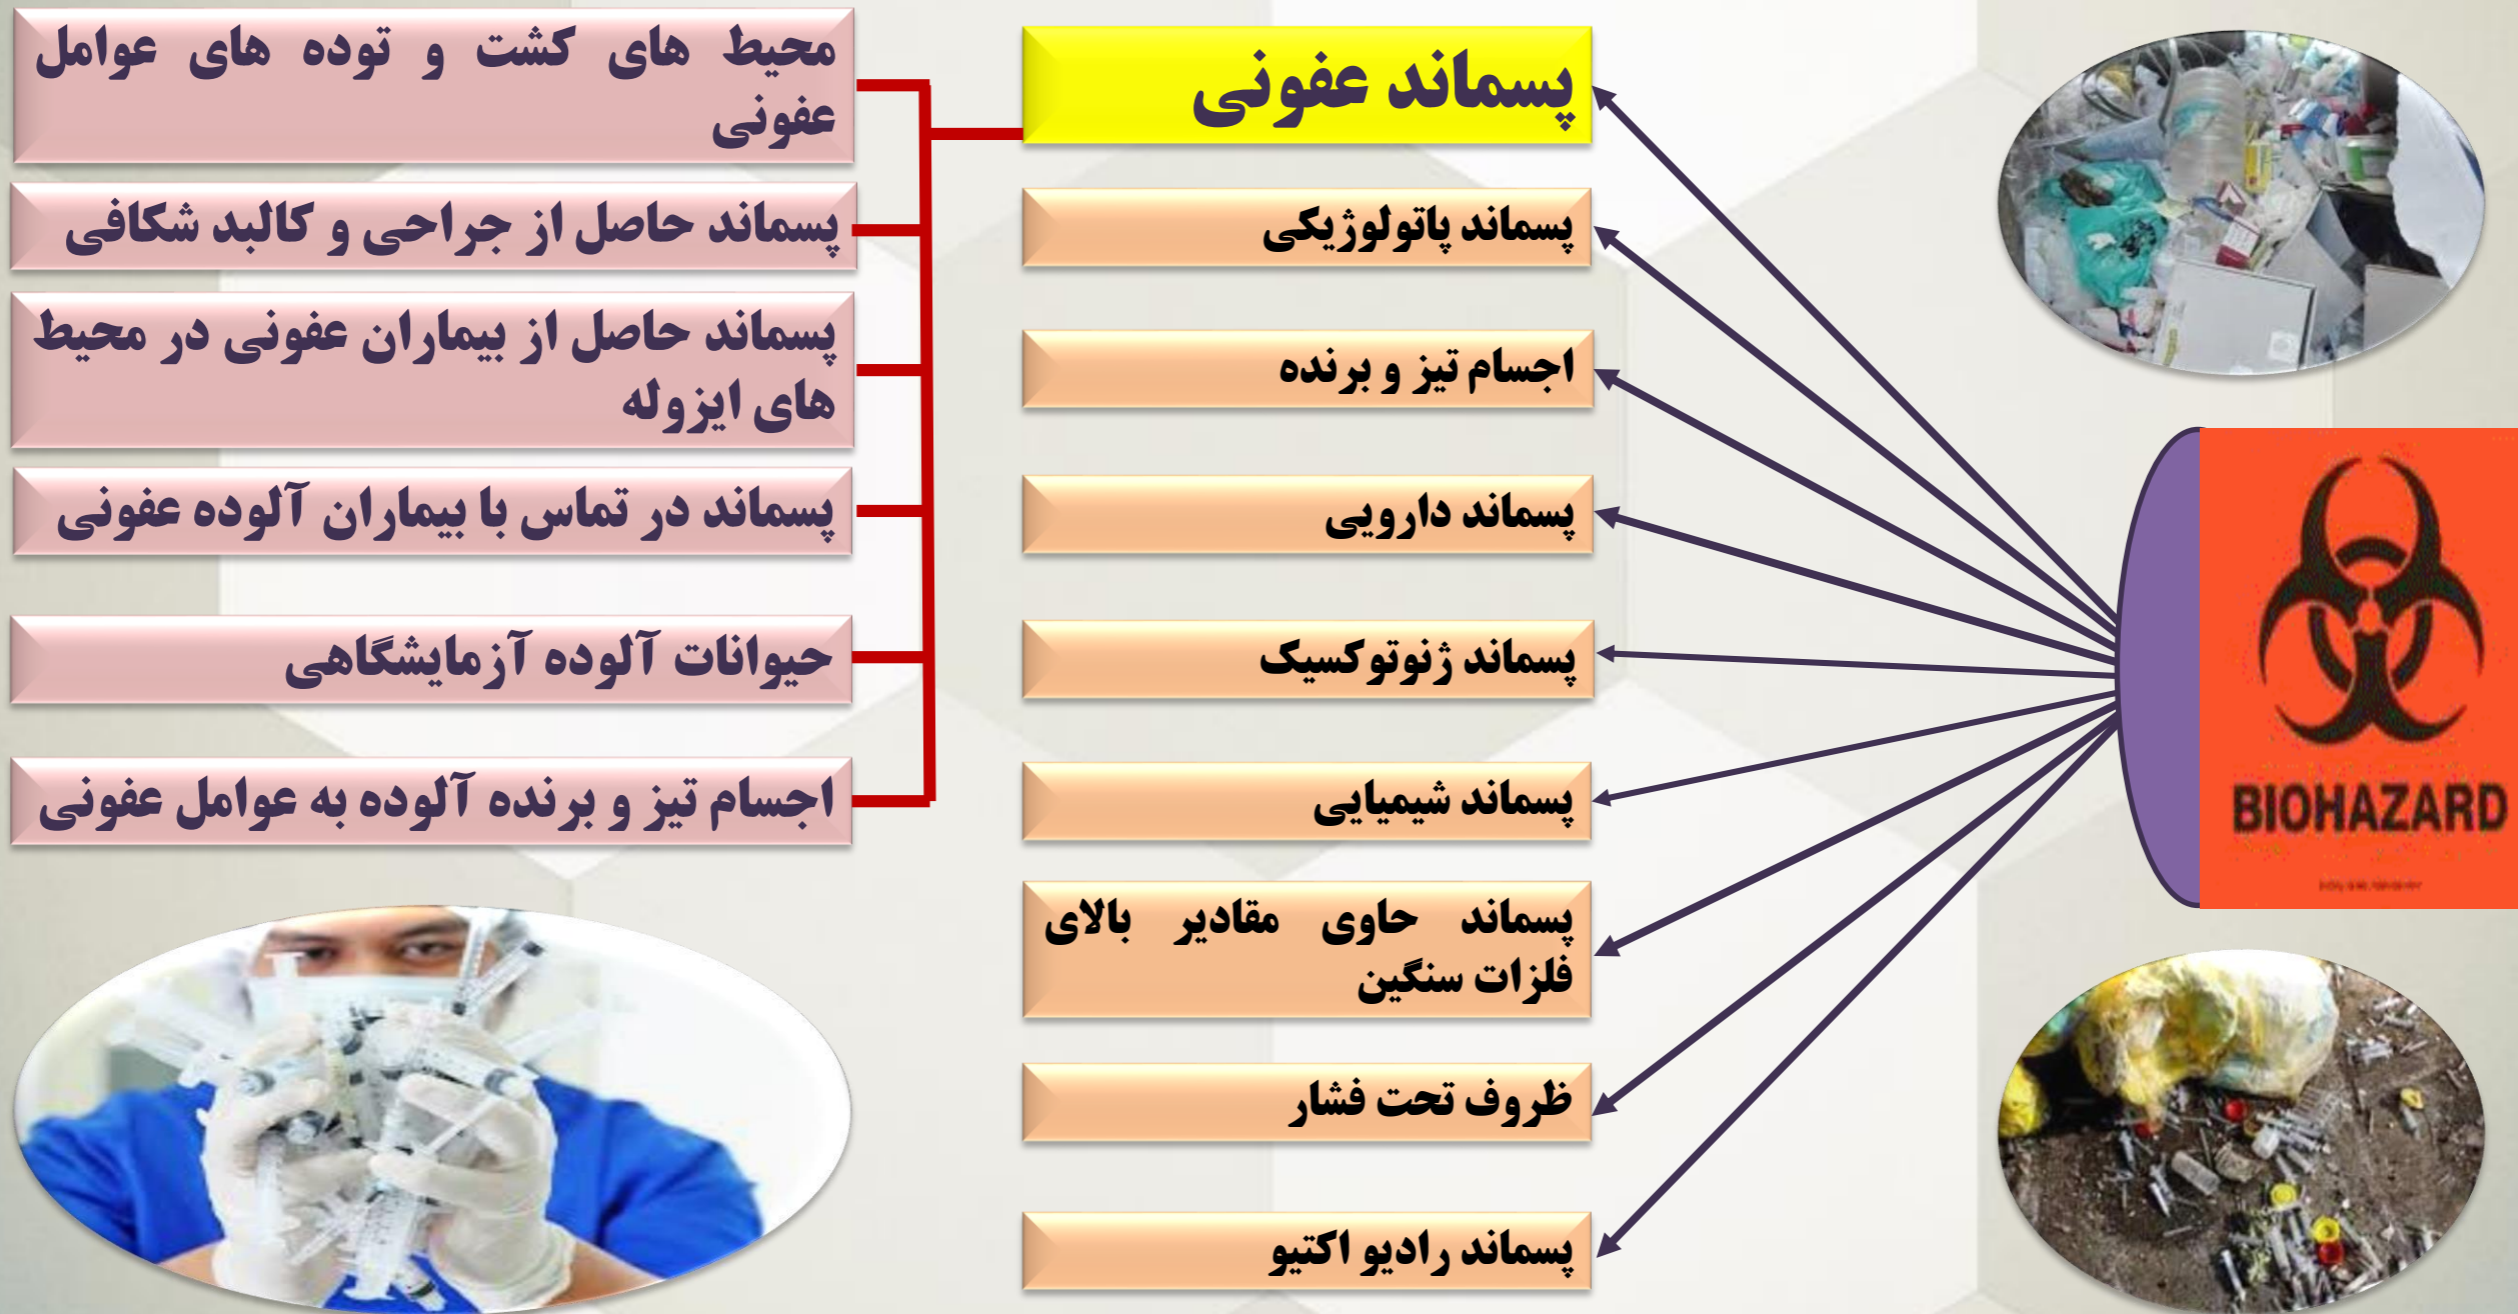 پسماند عفونی
پسماند پاتولوژیکی
اجسام تیز و برنده
پسماند دارویی
پسماند ژنوتوکسیک
پسماند شیمیایی
پسماند حاوی مقادیر بالای
فلزات سنگین
ظروف تحت فشار
پسماند رادیو اکتیو
محیط های کشت و توده های عوامل
عفونی
پسماند حاصل از جراحی و کالبد شکافی
پسماند حاصل از بیماران عفونی در محیط
های ایزوله
پسماند در تماس با بیماران آلوده عفونی
حیوانات آلوده آزمایشگاهی
اجسام تیز و برنده آلوده به عوامل عفونی
BIOHAZARD